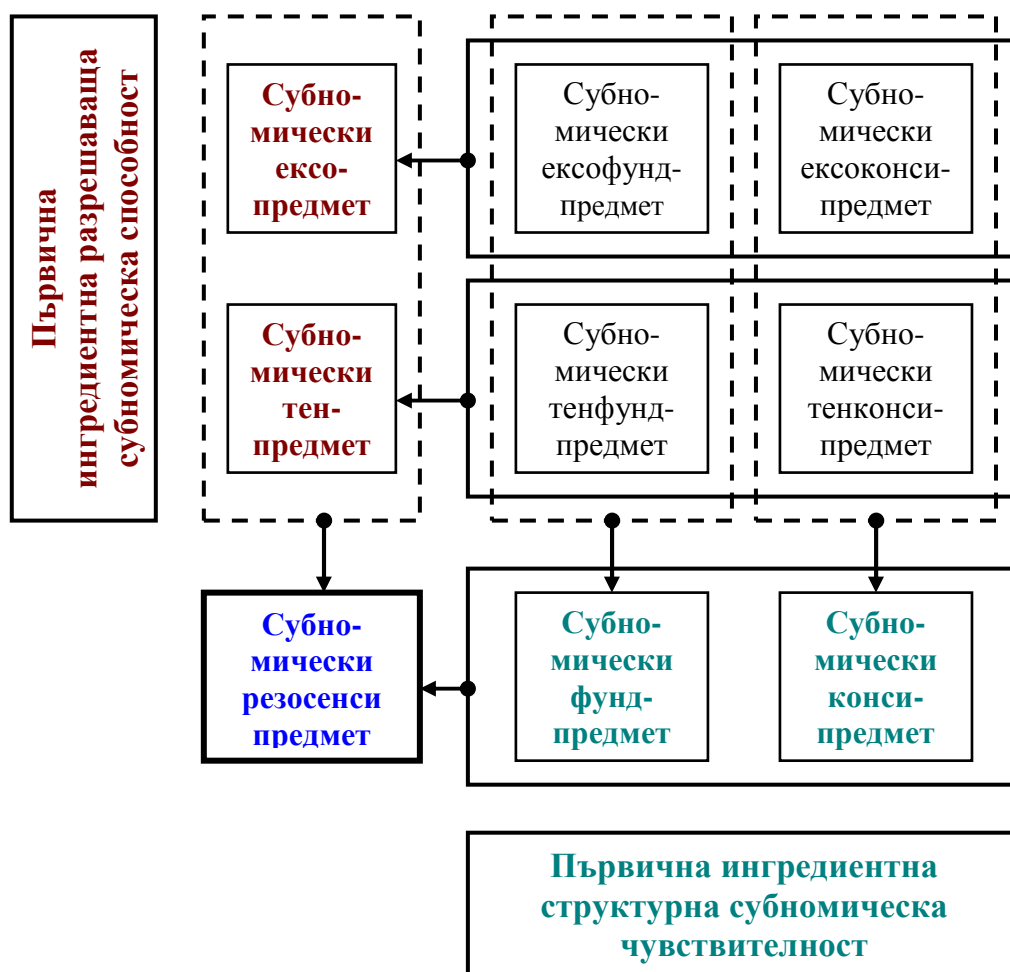 Първична
ингредиентна разрешаваща
субномическа способност
Субно-
мически
ексо-
предмет
Субно-
мически
ексофунд-
предмет
Субно-
мически
ексоконси-
предмет
Субно-
мически
тен-
предмет
Субно-
мически
тенфунд-
предмет
Субно-
мически
тенконси-
предмет
Субно-
мически
резосенси
предмет
Субно-
мически
фунд-
предмет
Субно-
мически
конси-
предмет
Първична ингредиентна
структурна субномическа
чувствителност